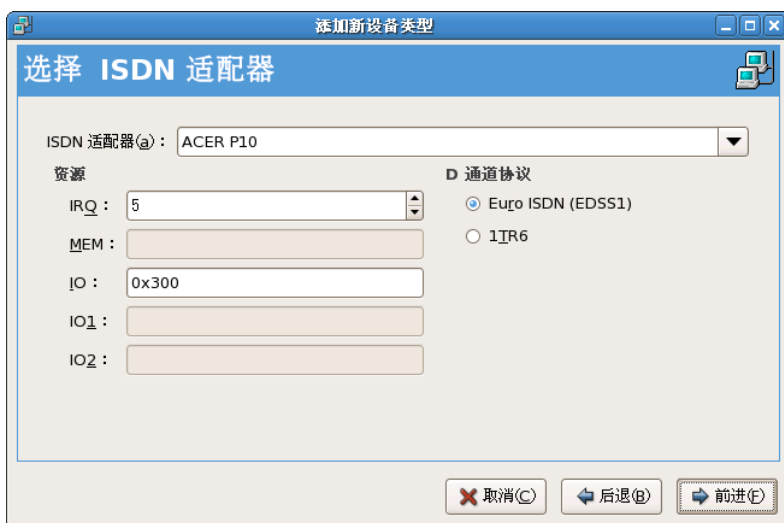 添加新设备类型
选择 ISDN 适配器
ISDN 适配器(a)： ACER P10
资源
D 通道协议
IRQ： 5
Euro ISDN (EDSS1)
MEM：
1TR6
IO： 0x300
IO1：
IO2：
取消(C)
后退(B)
前进(F)